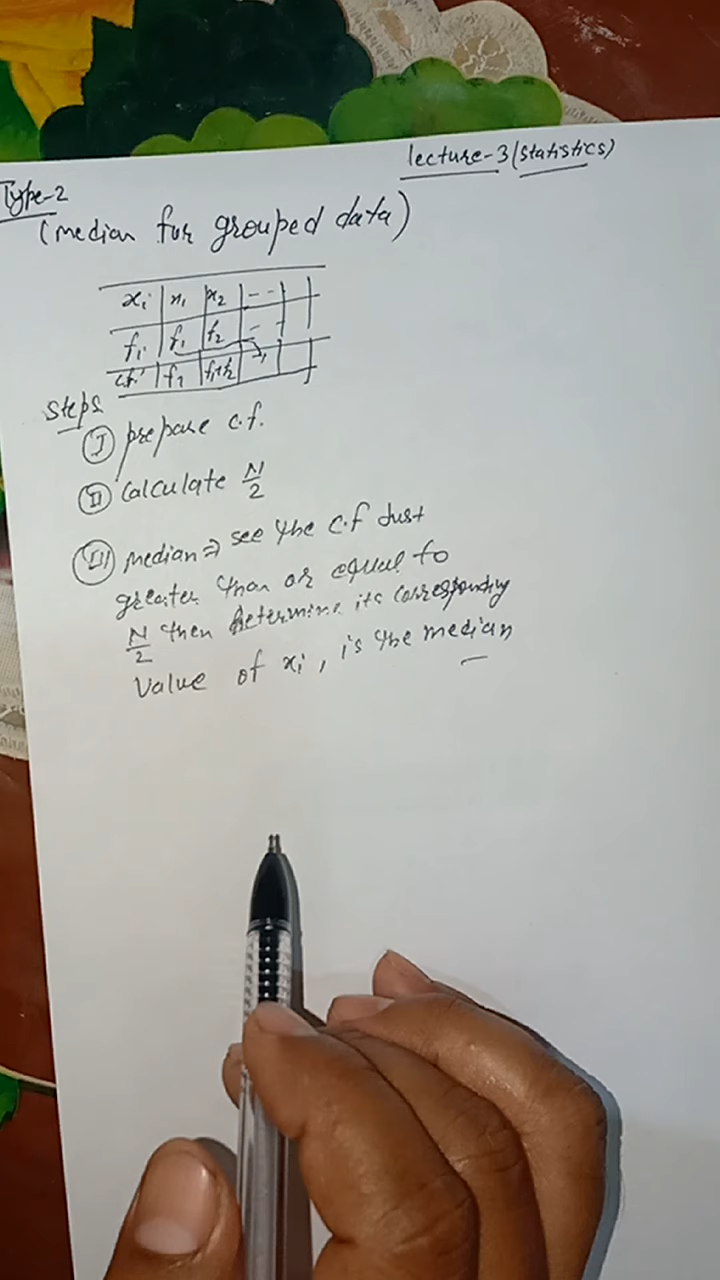 lecture-3(statistics)
Type-2
(median for grouped data)
xi | x1 | x2 | --
fi | f1 | f2 | --
cf | f1 | f1+f2
steps
I prepare c.f.
II Calculate N/2
III median ⇒ see the c.f Just
greater than or equal to
N/2 then determine its corresponding
value of xi, is the median